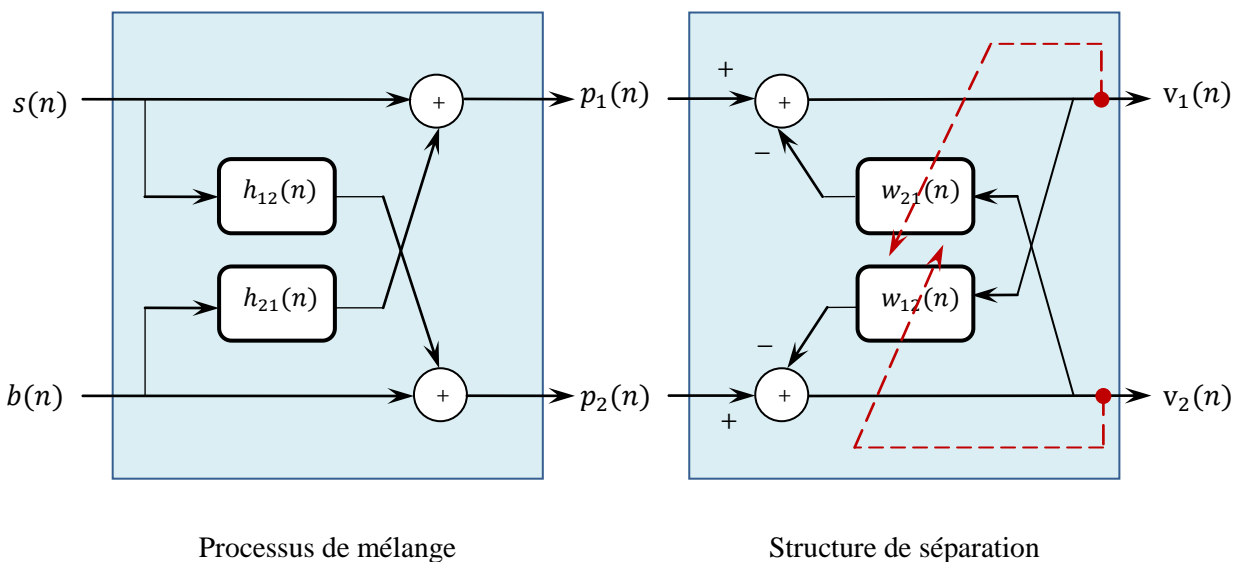 s(n)
+
p₁(n)
+
+
v₁(n)
−
h₁₂(n)
w₂₁(n)
h₂₁(n)
w₁₂(n)
−
b(n)
+
p₂(n)
+
+
v₂(n)
Processus de mélange
Structure de séparation